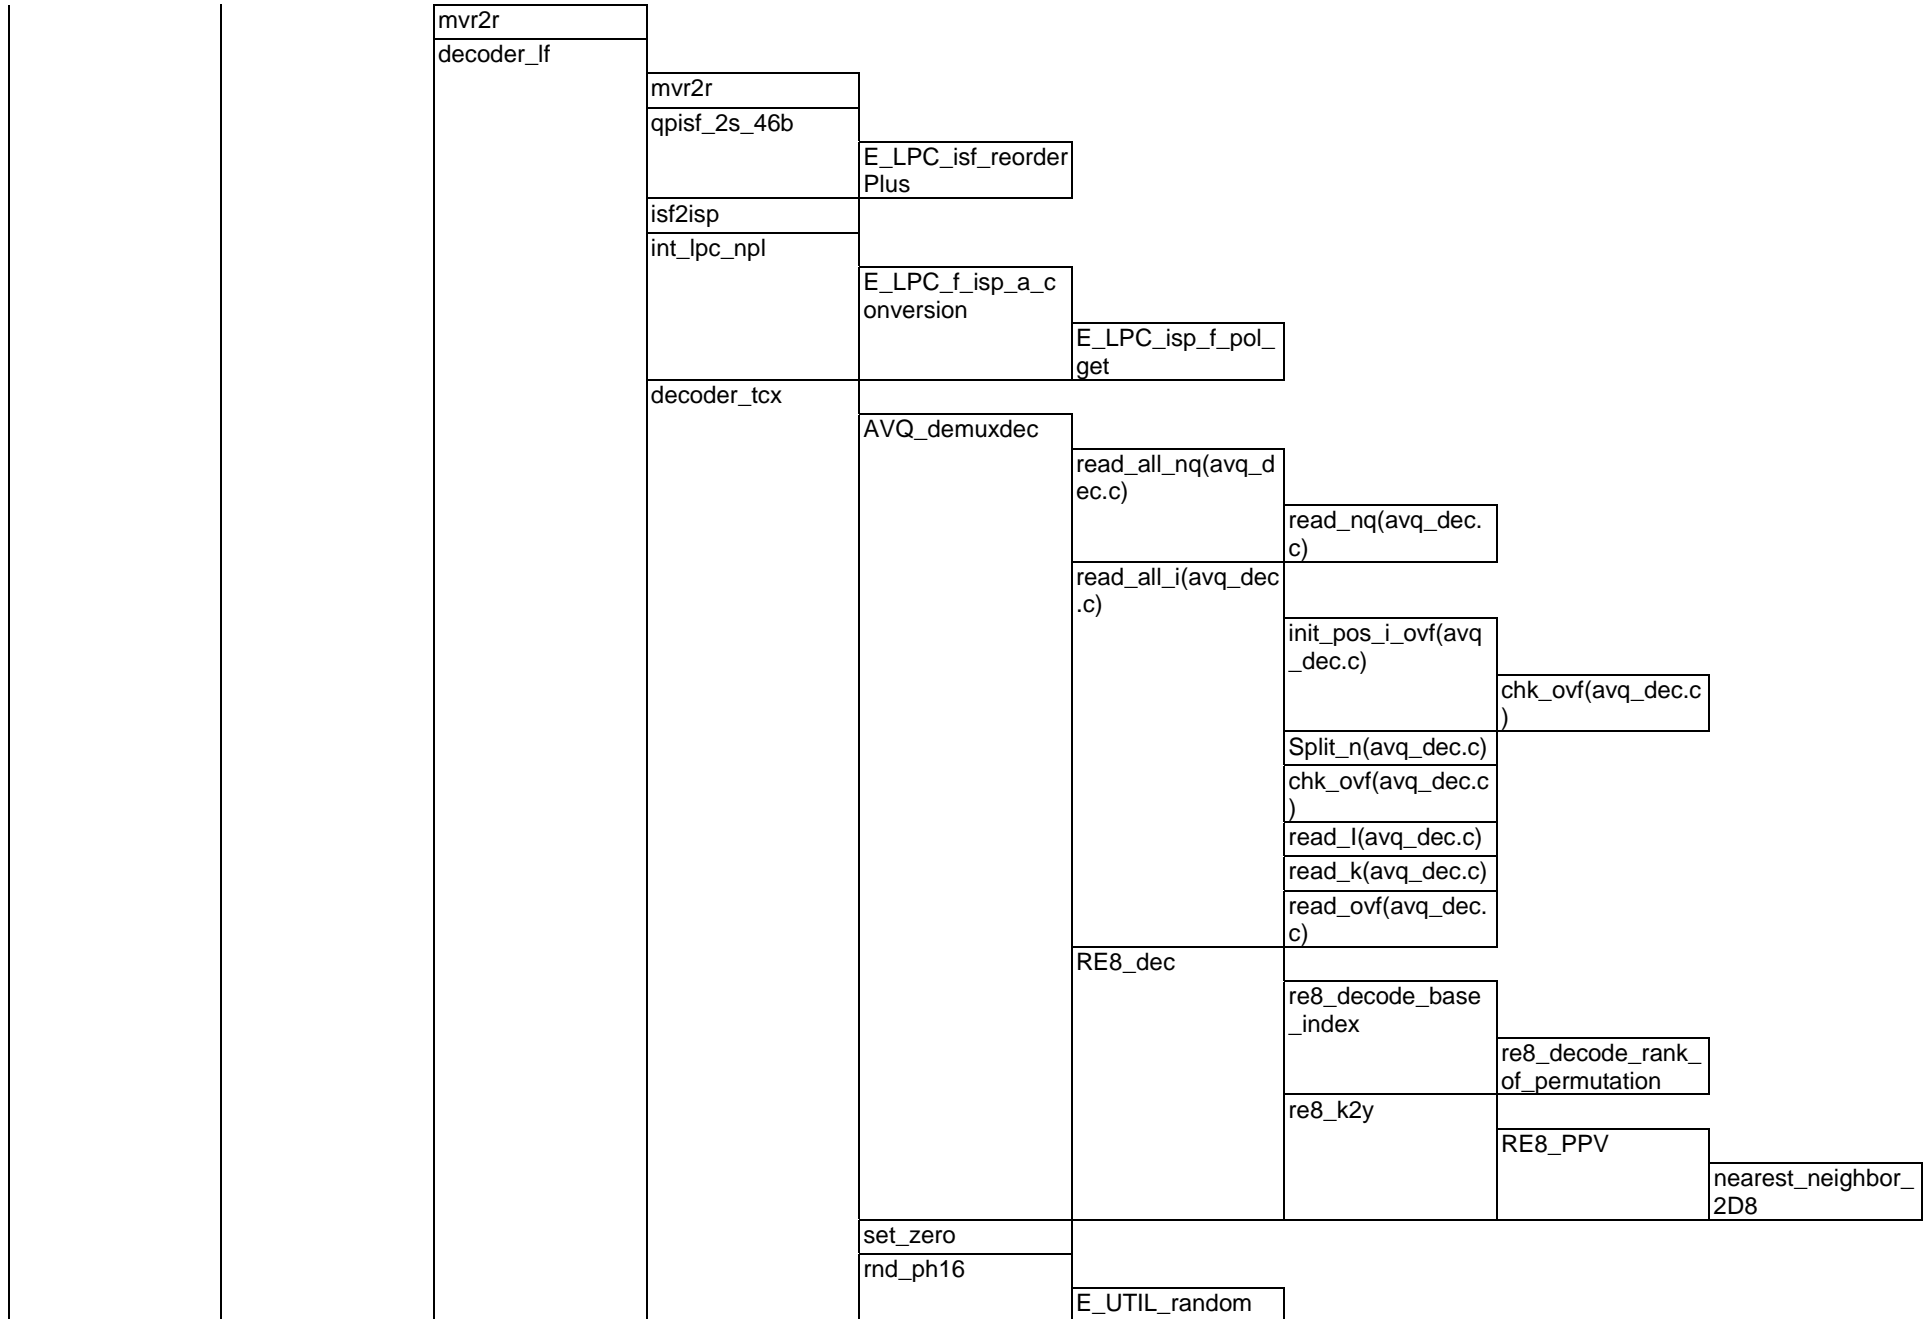 mvr2r
decoder_lf
mvr2r
qpisf_2s_46b
E_LPC_isf_reorder
Plus
isf2isp
int_lpc_npl
E_LPC_f_isp_a_c
onversion
E_LPC_isp_f_pol_
get
decoder_tcx
AVQ_demuxdec
read_all_nq(avq_d
ec.c)
read_nq(avq_dec.
c)
read_all_i(avq_dec
.c)
init_pos_i_ovf(avq
_dec.c)
chk_ovf(avq_dec.c
)
Split_n(avq_dec.c)
chk_ovf(avq_dec.c
)
read_I(avq_dec.c)
read_k(avq_dec.c)
read_ovf(avq_dec.
c)
RE8_dec
re8_decode_base
_index
re8_decode_rank_
of_permutation
re8_k2y
RE8_PPV
nearest_neighbor_
2D8
set_zero
rnd_ph16
E_UTIL_random